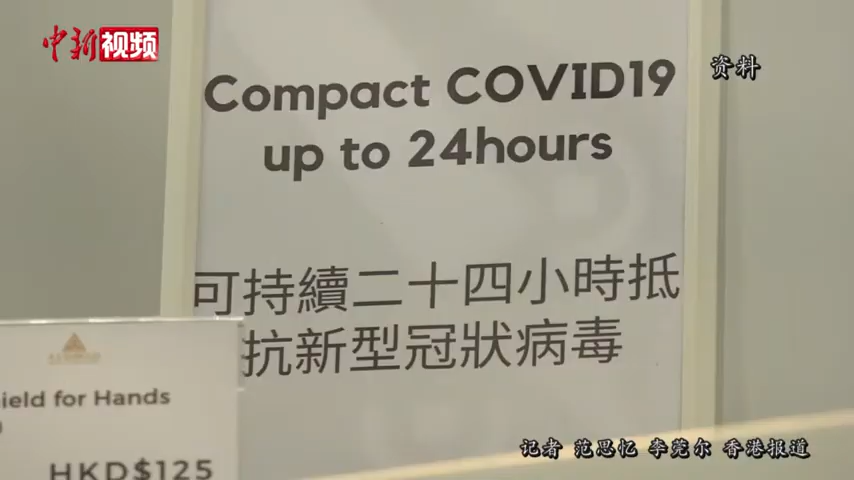 中新视频
资料
Compact COVID19
up to 24hours
可持續二十四小時抵
抗新型冠狀病毒
ield for Hands
HKD$125
记者 范思忆 李莞尔 香港报道